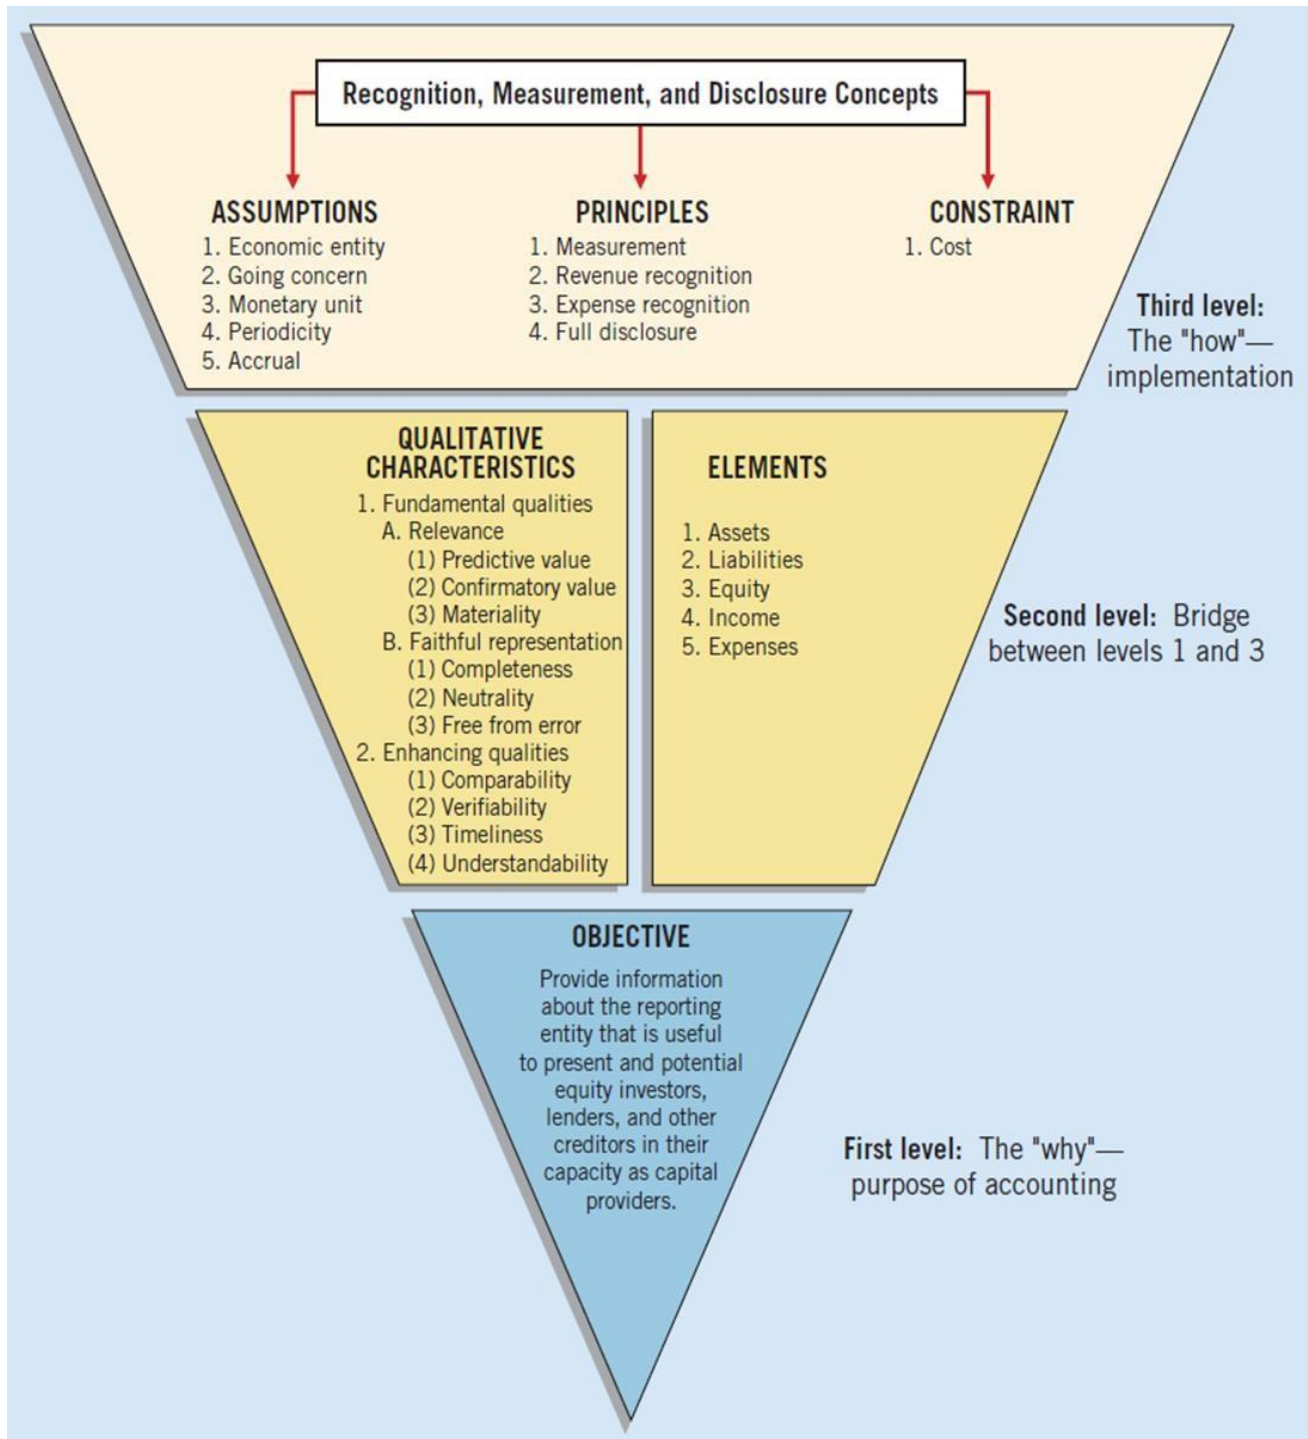 Recognition, Measurement, and Disclosure Concepts
ASSUMPTIONS
1. Economic entity
2. Going concern
3. Monetary unit
4. Periodicity
5. Accrual
PRINCIPLES
1. Measurement
2. Revenue recognition
3. Expense recognition
4. Full disclosure
CONSTRAINT
1. Cost
Third level:
The "how"—
implementation
QUALITATIVE
CHARACTERISTICS
1. Fundamental qualities
A. Relevance
(1) Predictive value
(2) Confirmatory value
(3) Materiality
B. Faithful representation
(1) Completeness
(2) Neutrality
(3) Free from error
2. Enhancing qualities
(1) Comparability
(2) Verifiability
(3) Timeliness
(4) Understandability
ELEMENTS
1. Assets
2. Liabilities
3. Equity
4. Income
5. Expenses
Second level: Bridge
between levels 1 and 3
OBJECTIVE
Provide information
about the reporting
entity that is useful
to present and potential
equity investors,
lenders, and other
creditors in their
capacity as capital
providers.
First level: The "why"—
purpose of accounting